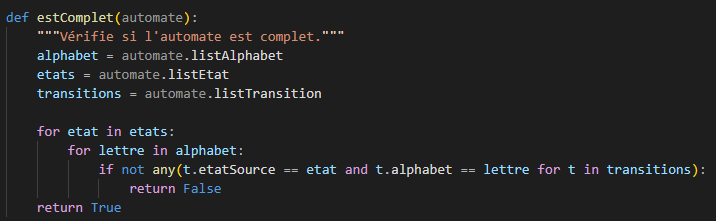 def estComplet(automate):
    """Vérifie si l'automate est complet."""
    alphabet = automate.listAlphabet
    etats = automate.listEtat
    transitions = automate.listTransition

    for etat in etats:
        for lettre in alphabet:
            if not any(t.etatSource == etat and t.alphabet == lettre for t in transitions):
                return False
    return True